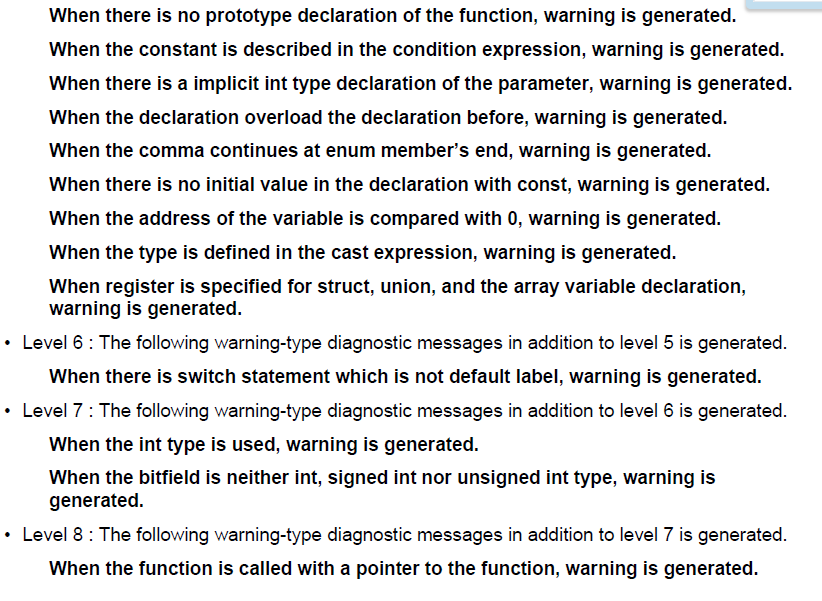 When there is no prototype declaration of the function, warning is generated.
When the constant is described in the condition expression, warning is generated.
When there is a implicit int type declaration of the parameter, warning is generated.
When the declaration overload the declaration before, warning is generated.
When the comma continues at enum member's end, warning is generated.
When there is no initial value in the declaration with const, warning is generated.
When the address of the variable is compared with 0, warning is generated.
When the type is defined in the cast expression, warning is generated.
When register is specified for struct, union, and the array variable declaration,
warning is generated.
• Level 6 : The following warning-type diagnostic messages in addition to level 5 is generated.
When there is switch statement which is not default label, warning is generated.
• Level 7 : The following warning-type diagnostic messages in addition to level 6 is generated.
When the int type is used, warning is generated.
When the bitfield is neither int, signed int nor unsigned int type, warning is
generated.
• Level 8 : The following warning-type diagnostic messages in addition to level 7 is generated.
When the function is called with a pointer to the function, warning is generated.